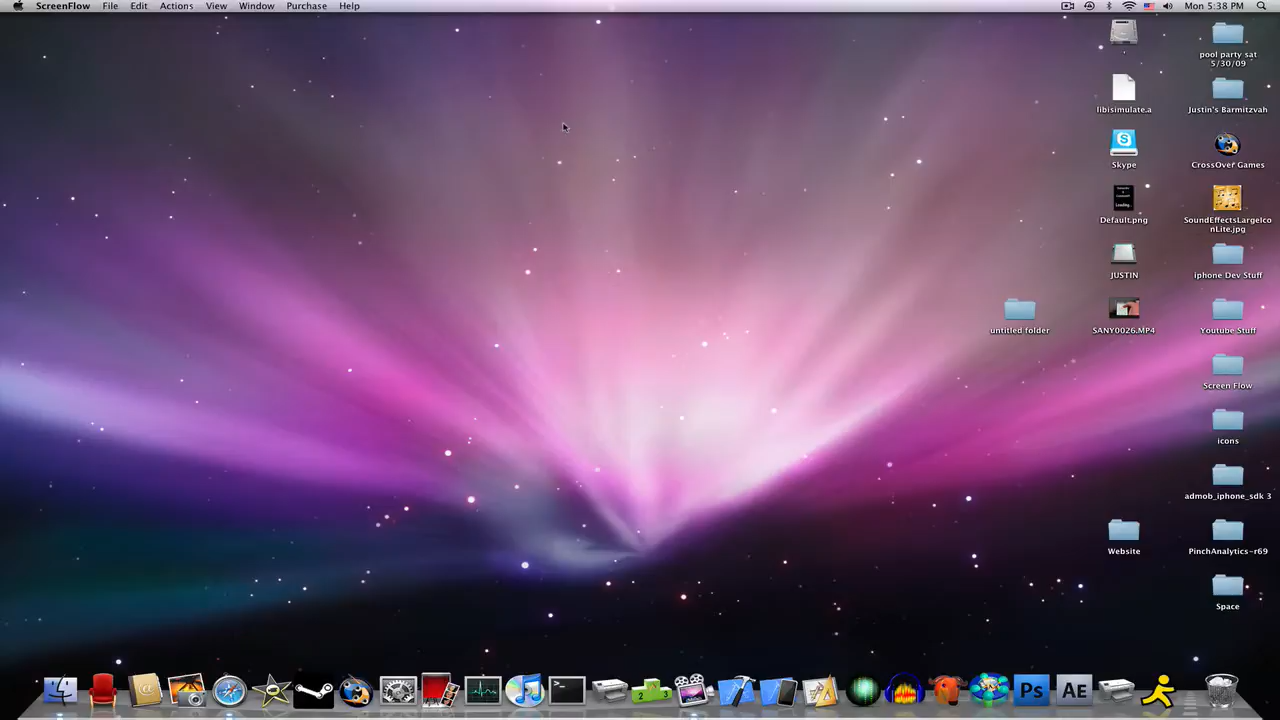 ScreenFlow File Edit Actions View Window Purchase Help Mon 5:38 PM
pool party sat
5/30/09
libisimulate.a
Justin's Barmitzvah
Skype
CrossOver Games
Default.png
SoundEffectsLargeIco
nLite.jpg
JUSTIN
iphone Dev Stuff
untitled folder
SANY0026.MP4
Youtube Stuff
Screen Flow
icons
admob_iphone_sdk 3
Website
PinchAnalytics-r69
Space
Ps
AE